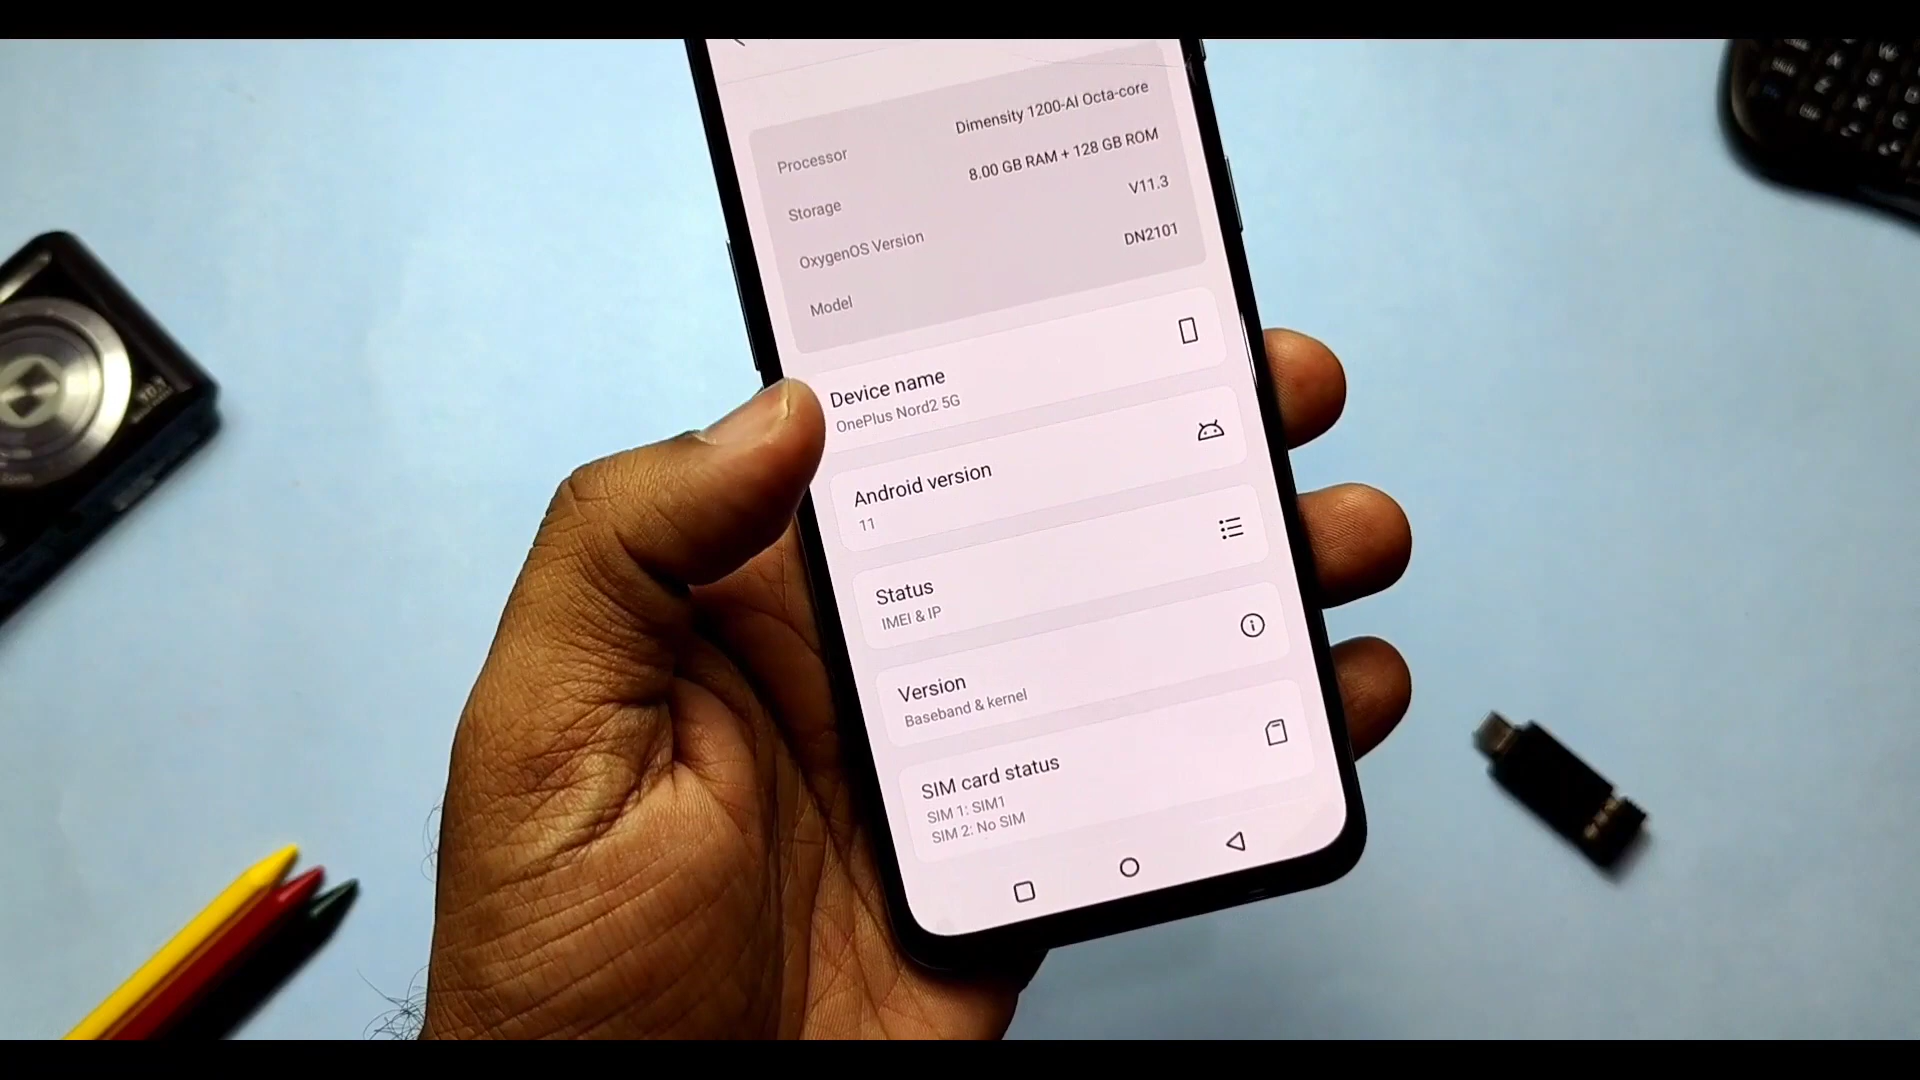 Processor
Dimensity 1200-AI Octa-core
Storage
8.00 GB RAM + 128 GB ROM
OxygenOS Version
V11.3
Model
DN2101
Device name
OnePlus Nord2 5G
Android version
11
Status
IMEI & IP
Version
Baseband & kernel
SIM card status
SIM 1: SIM1
SIM 2: No SIM